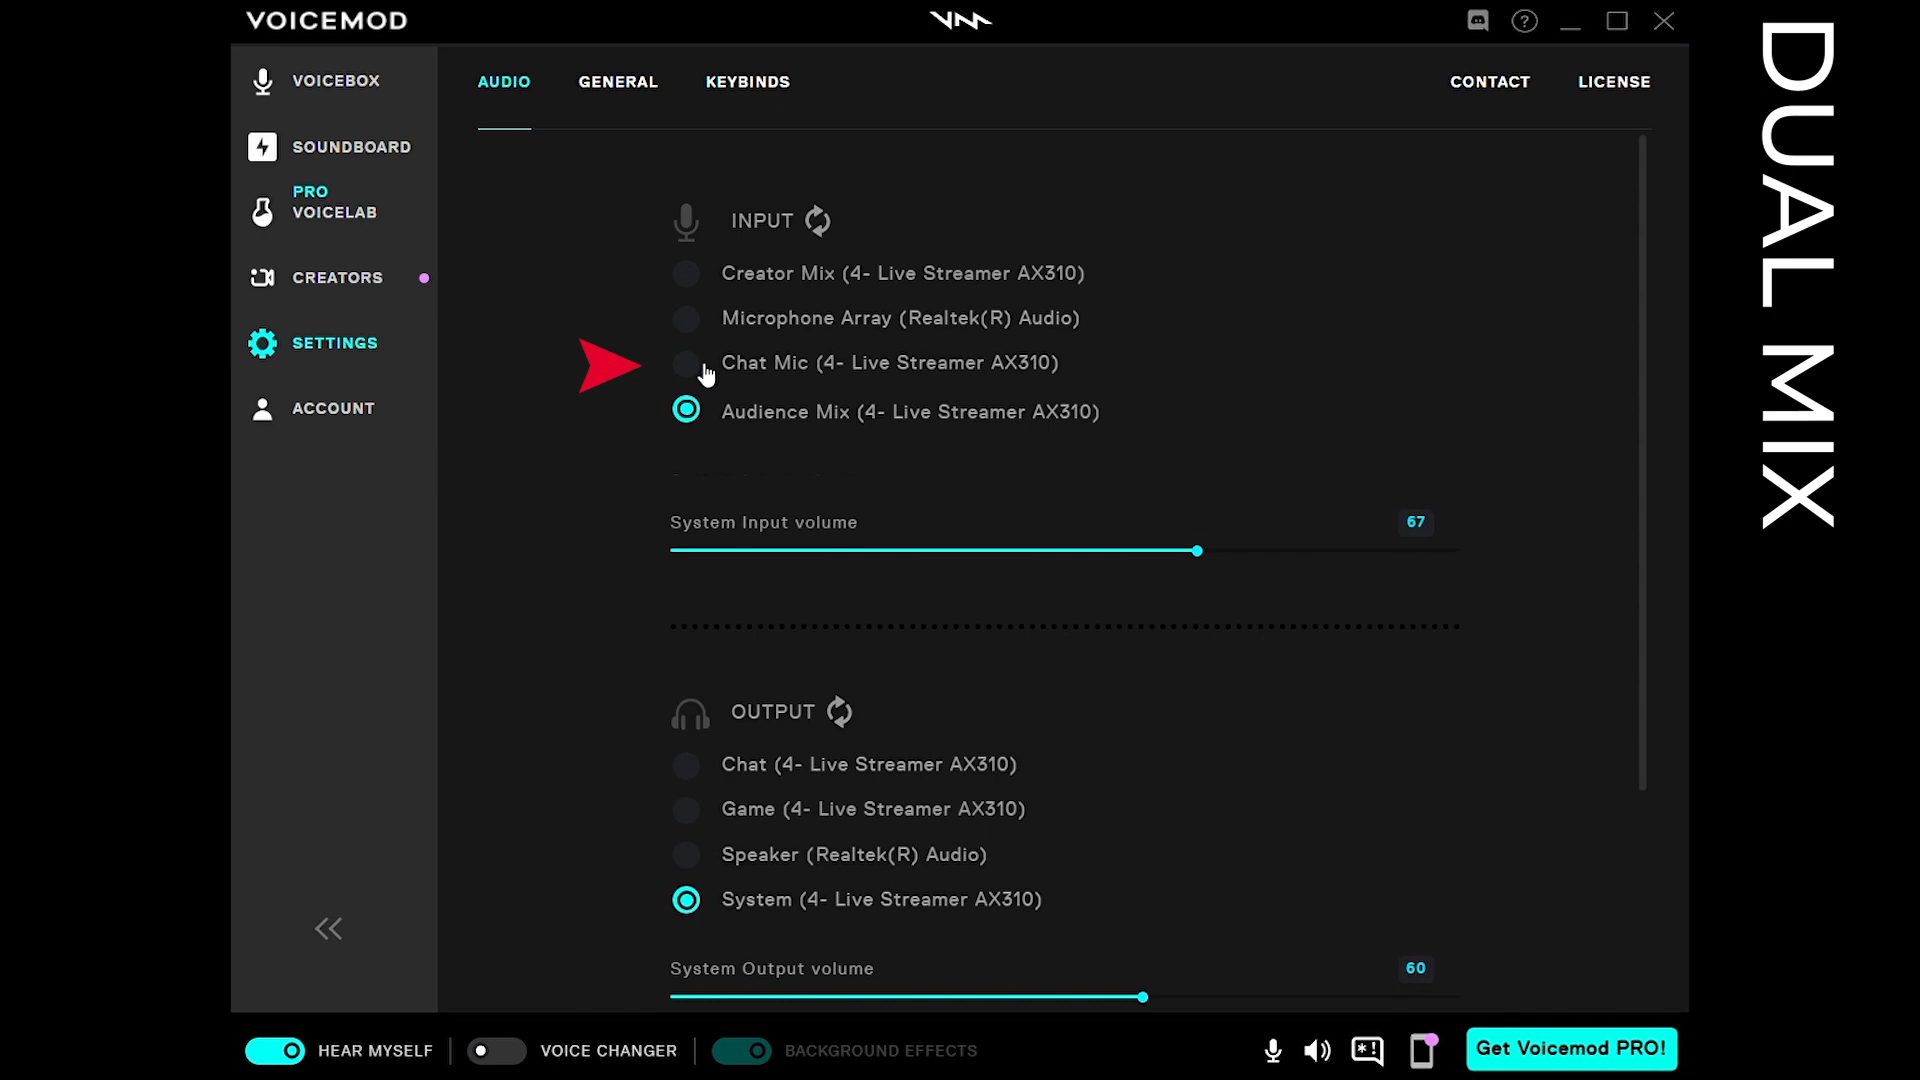 VOICEMOD
VOICEBOX
SOUNDBOARD
PRO
VOICELAB
CREATORS
SETTINGS
ACCOUNT
AUDIO
GENERAL
KEYBINDS
CONTACT
LICENSE
INPUT
Creator Mix (4- Live Streamer AX310)
Microphone Array (Realtek(R) Audio)
Chat Mic (4- Live Streamer AX310)
Audience Mix (4- Live Streamer AX310)
System Input volume
67
OUTPUT
Chat (4- Live Streamer AX310)
Game (4- Live Streamer AX310)
Speaker (Realtek(R) Audio)
System (4- Live Streamer AX310)
System Output volume
60
HEAR MYSELF
VOICE CHANGER
BACKGROUND EFFECTS
Get Voicemod PRO!
DUAL MIX